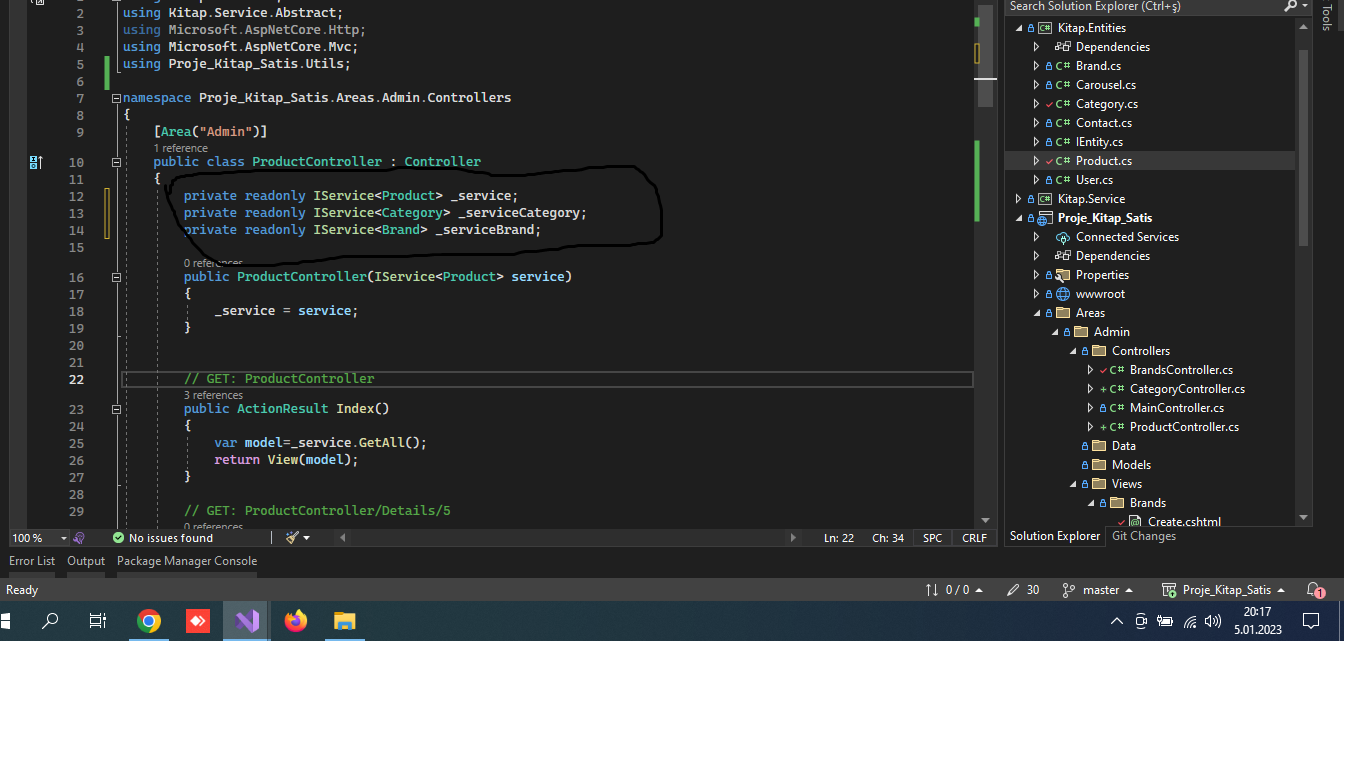 2 using Kitap.Service.Abstract;
3 using Microsoft.AspNetCore.Http;
4 using Microsoft.AspNetCore.Mvc;
5 using Proje_Kitap_Satis.Utils;
6
7 namespace Proje_Kitap_Satis.Areas.Admin.Controllers
8 {
9 [Area("Admin")]
1 reference
10 public class ProductController : Controller
11 {
12 private readonly IService<Product> _service;
13 private readonly IService<Category> _serviceCategory;
14 private readonly IService<Brand> _serviceBrand;
15
0 references
16 public ProductController(IService<Product> service)
17 {
18 _service = service;
19 }
20
21
22 // GET: ProductController
3 references
23 public ActionResult Index()
24 {
25 var model=_service.GetAll();
26 return View(model);
27 }
28
29 // GET: ProductController/Details/5
0 references
100 % No issues found Ln: 22 Ch: 34 SPC CRLF
Search Solution Explorer (Ctrl+ş)
C# Kitap.Entities
Dependencies
C# Brand.cs
C# Carousel.cs
C# Category.cs
C# Contact.cs
C# IEntity.cs
C# Product.cs
C# User.cs
C# Kitap.Service
Proje_Kitap_Satis
Connected Services
Dependencies
Properties
wwwroot
Areas
Admin
Controllers
C# BrandsController.cs
C# CategoryController.cs
C# MainController.cs
C# ProductController.cs
Data
Models
Views
Brands
Create.cshtml
Solution Explorer Git Changes
Tools
Error List Output Package Manager Console
Ready 0 / 0 30 master Proje_Kitap_Satis 1
20:17
5.01.2023